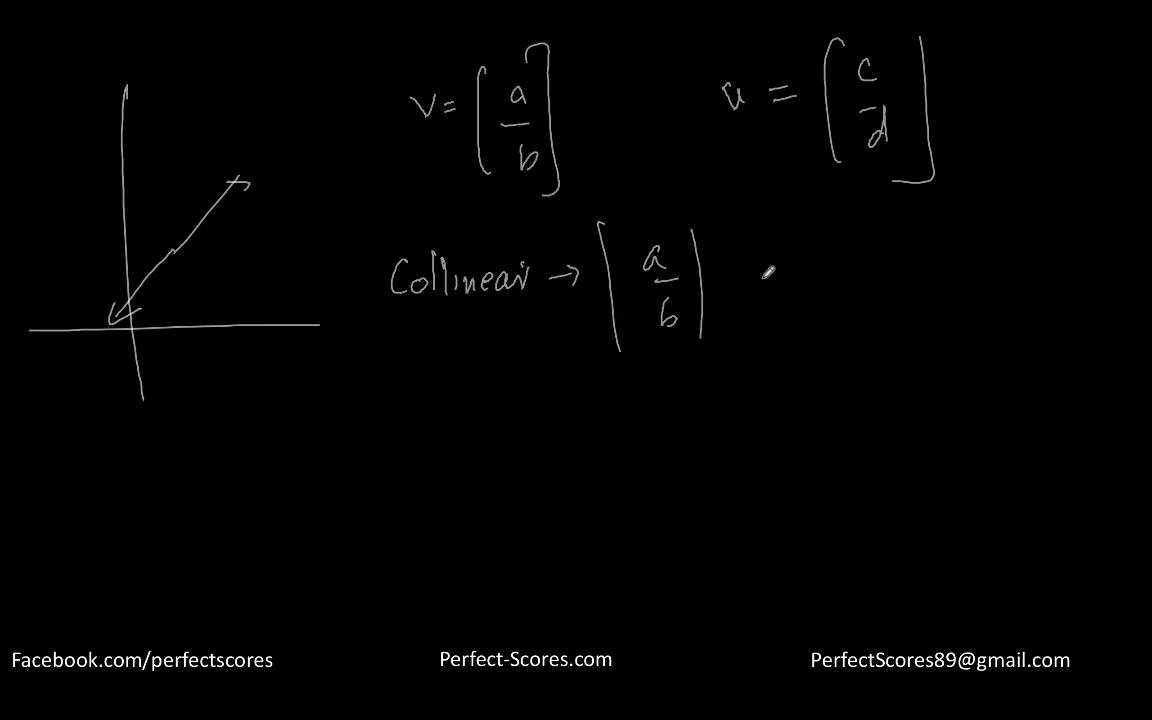 V = [ a / b ] u = [ c / d ]
Collinear → | a / b |
Facebook.com/perfectscores Perfect-Scores.com PerfectScores89@gmail.com